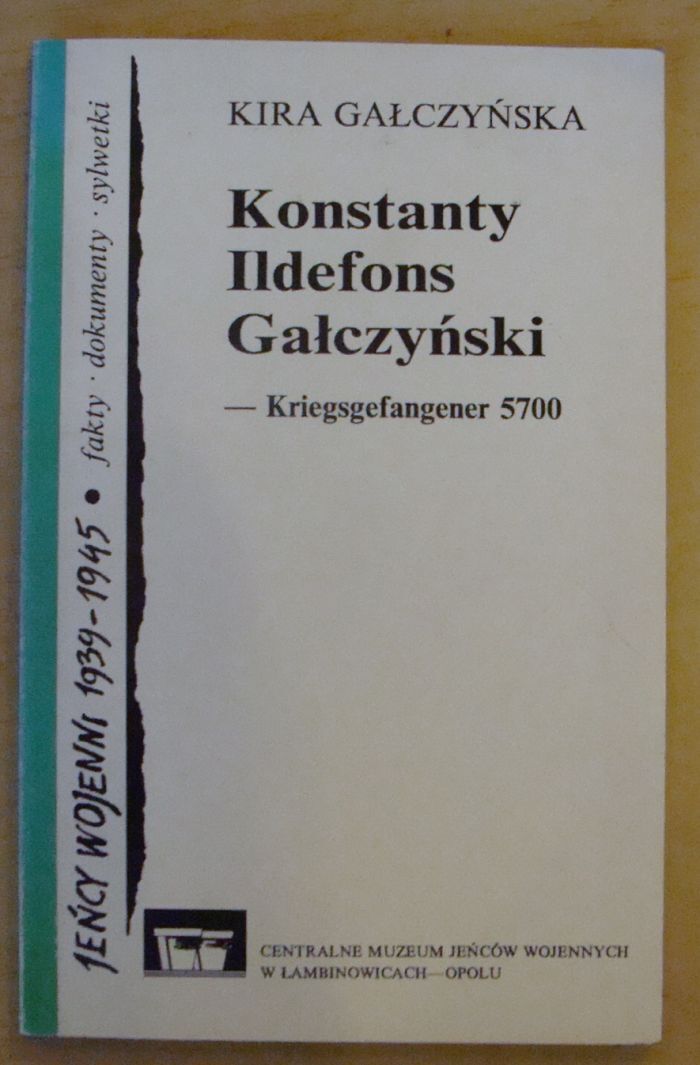 KIRA GAŁCZYŃSKA
Konstanty
Ildefons
Gałczyński
— Kriegsgefangener 5700
JEŃCY WOJENNI 1939-1945 • fakty · dokumenty · sylwetki
CENTRALNE MUZEUM JEŃCÓW WOJENNYCH
W ŁAMBINOWICACH—OPOLU